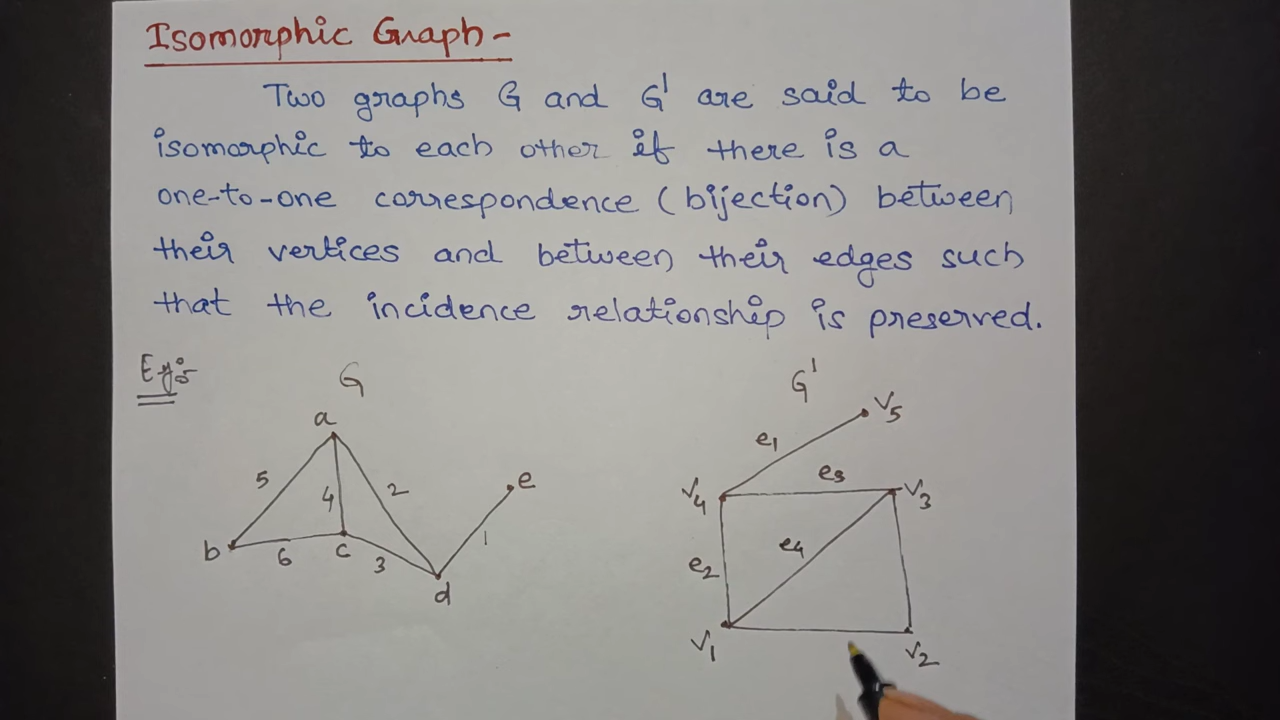 Isomorphic Graph-
Two graphs G and G' are said to be
isomorphic to each other if there is a
one-to-one correspondence (bijection) between
their vertices and between their edges such
that the incidence relationship is preserved.
Eg:-
G
a
5
4
2
e
b
6
c
3
1
d
G'
V5
e1
e3
V4
V3
e4
e2
V1
V2